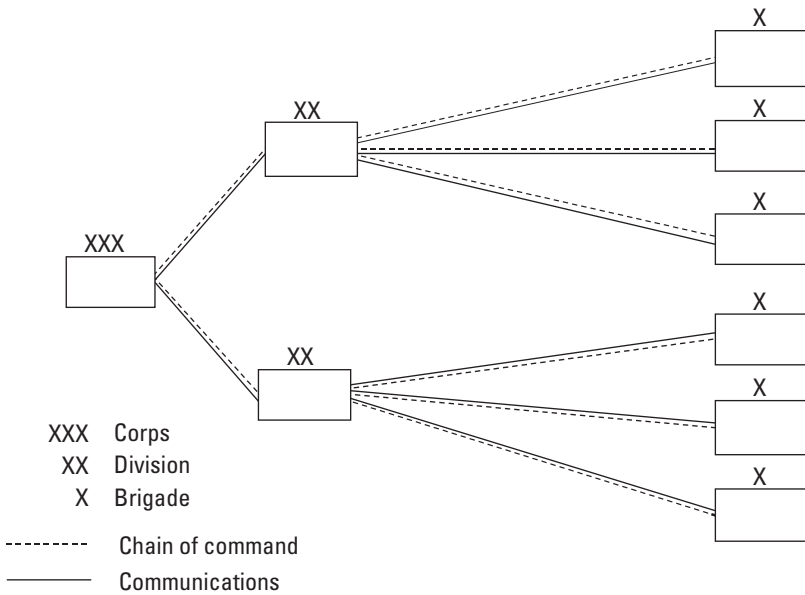 X
XX
X
X
XXX
X
XX
X
X
XXX Corps
XX Division
X Brigade
Chain of command
Communications